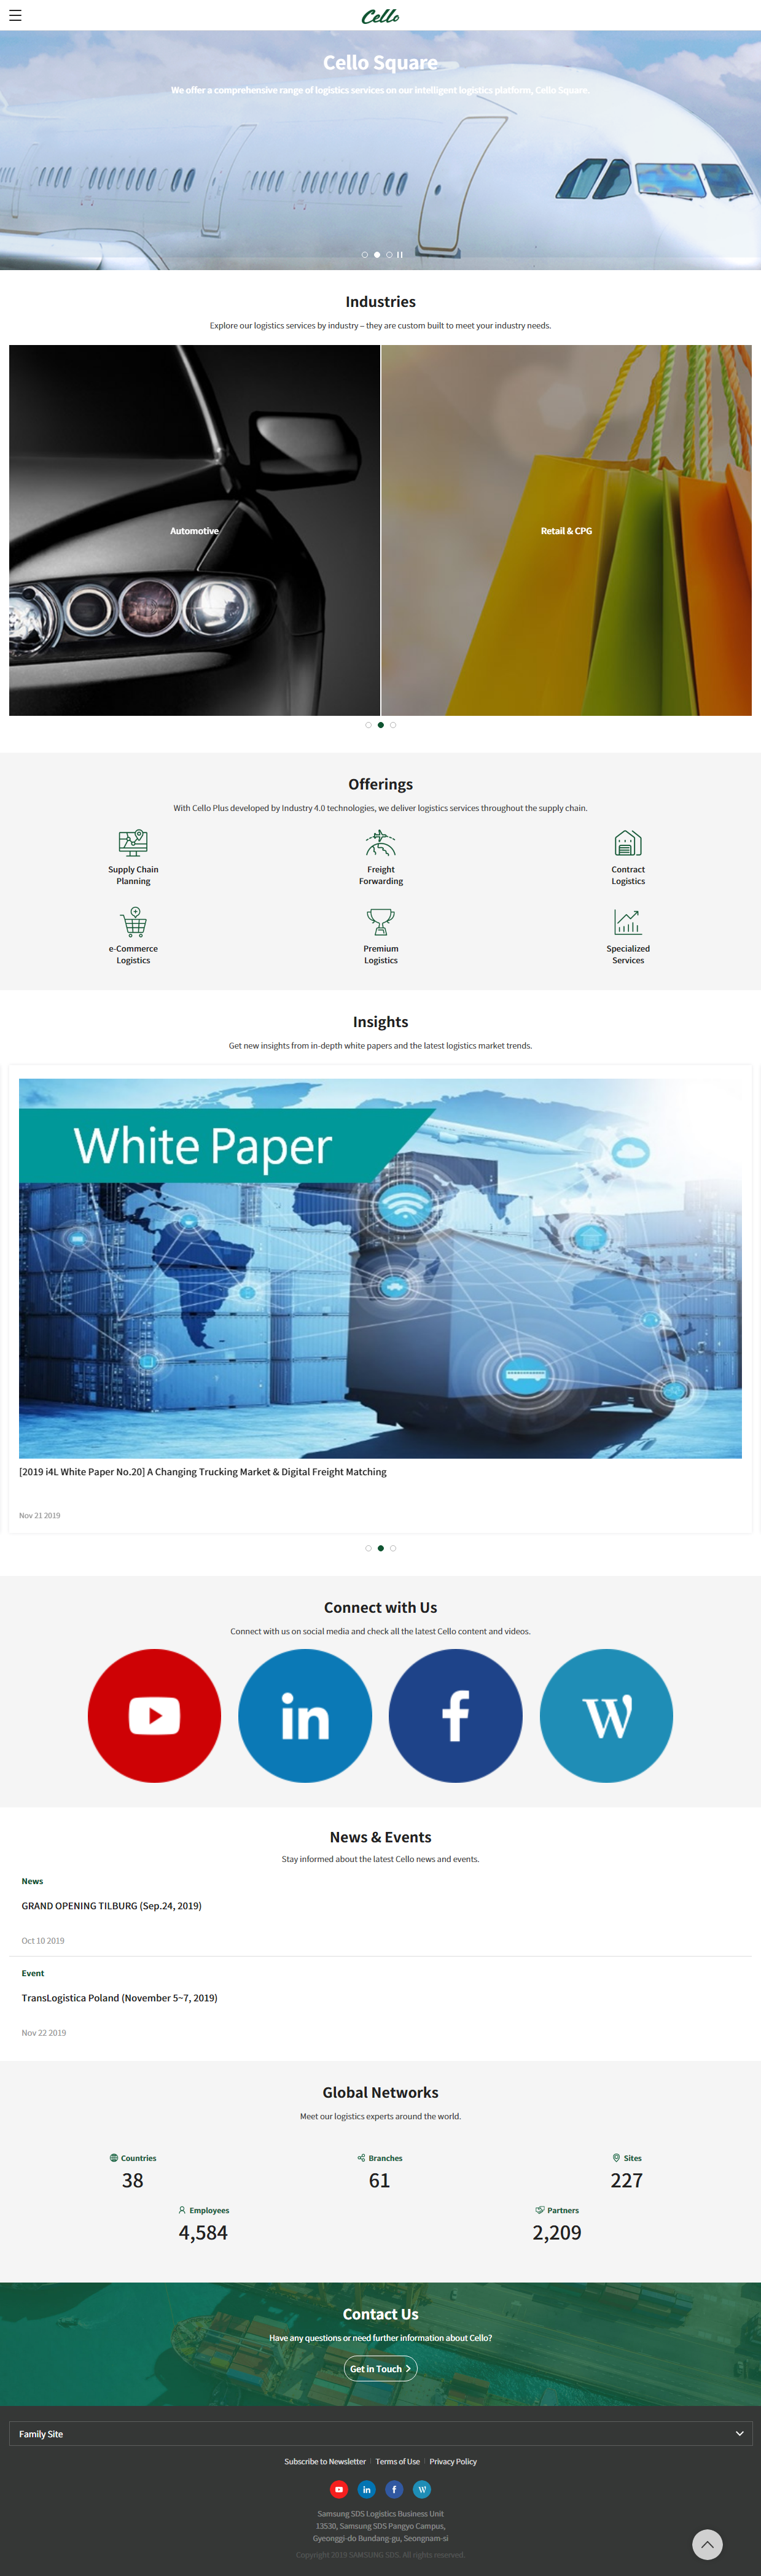 Cello
Cello Square
We offer a comprehensive range of logistics services on our intelligent logistics platform, Cello Square.
Industries
Explore our logistics services by industry – they are custom built to meet your industry needs.
Automotive
Retail & CPG
Offerings
With Cello Plus developed by Industry 4.0 technologies, we deliver logistics services throughout the supply chain.
Supply Chain
Planning
Freight
Forwarding
Contract
Logistics
e-Commerce
Logistics
Premium
Logistics
Specialized
Services
Insights
Get new insights from in-depth white papers and the latest logistics market trends.
White Paper
[2019 i4L White Paper No.20] A Changing Trucking Market & Digital Freight Matching
Nov 21 2019
Connect with Us
Connect with us on social media and check all the latest Cello content and videos.
in f W
News & Events
Stay informed about the latest Cello news and events.
News
GRAND OPENING TILBURG (Sep.24, 2019)
Oct 10 2019
Event
TransLogistica Poland (November 5~7, 2019)
Nov 22 2019
Global Networks
Meet our logistics experts around the world.
Countries
38
Branches
61
Sites
227
Employees
4,584
Partners
2,209
Contact Us
Have any questions or need further information about Cello?
Get in Touch
Family Site
Subscribe to Newsletter | Terms of Use | Privacy Policy
in f W
Samsung SDS Logistics Business Unit
13530, Samsung SDS Pangyo Campus,
Gyeonggi-do Bundang-gu, Seongnam-si
Copyright 2019 SAMSUNG SDS. All rights reserved.